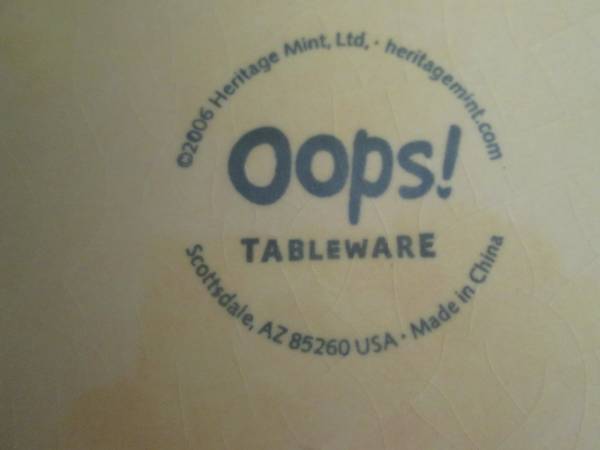 ©2006 Heritage Mint, Ltd, · heritagemint.com
Oops!
TABLEWARE
Scottsdale, AZ 85260 USA · Made in China